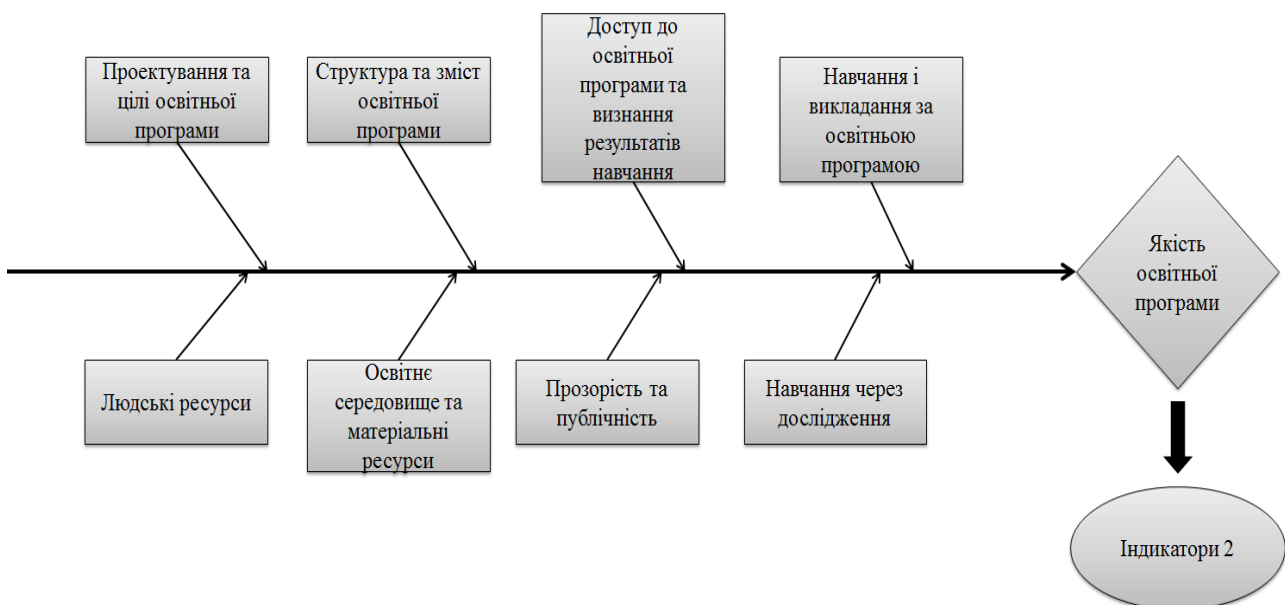 Проектування та
цілі освітньої
програми
Структура та зміст
освітньої
програми
Доступ до
освітньої
програми та
визнання
результатів
навчання
Навчання і
викладання за
освітньою
програмою
Якість
освітньої
програми
Людські ресурси
Освітнє
середовище та
матеріальні
ресурси
Прозорість та
публічність
Навчання через
дослідження
Індикатори 2